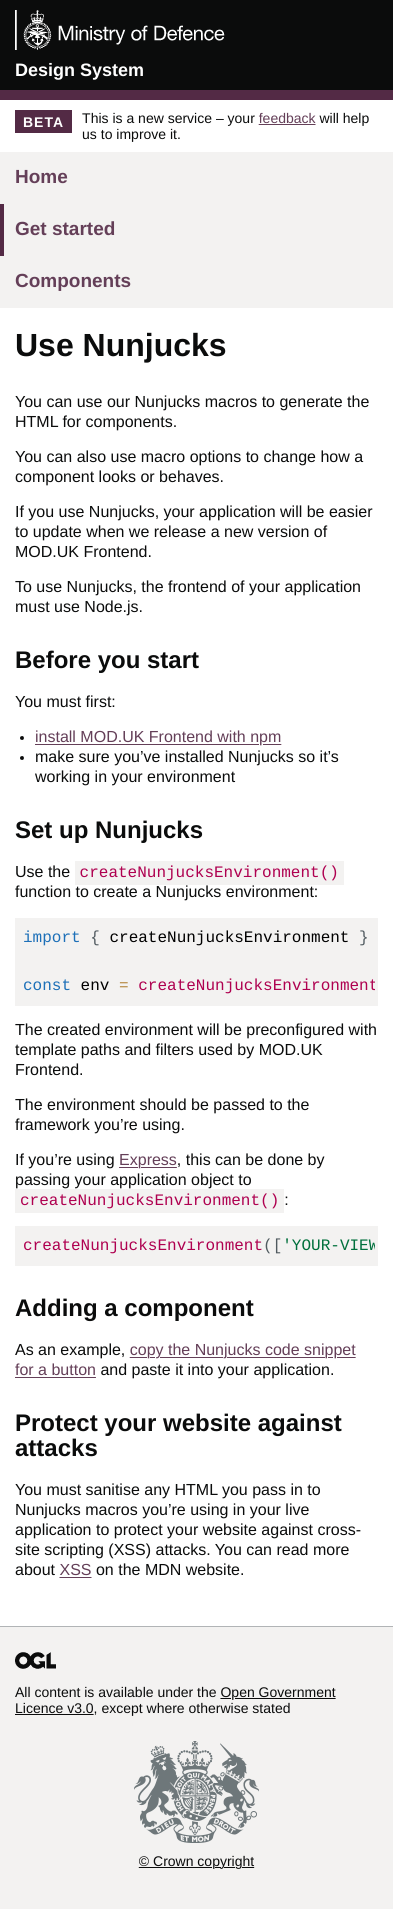 Ministry of Defence
Design System
BETA
This is a new service – your feedback will help
us to improve it.
Home
Get started
Components
Use Nunjucks
You can use our Nunjucks macros to generate the
HTML for components.
You can also use macro options to change how a
component looks or behaves.
If you use Nunjucks, your application will be easier
to update when we release a new version of
MOD.UK Frontend.
To use Nunjucks, the frontend of your application
must use Node.js.
Before you start
You must first:
• install MOD.UK Frontend with npm
• make sure you’ve installed Nunjucks so it’s
working in your environment
Set up Nunjucks
Use the createNunjucksEnvironment()
function to create a Nunjucks environment:
import { createNunjucksEnvironment }
const env = createNunjucksEnvironment
The created environment will be preconfigured with
template paths and filters used by MOD.UK
Frontend.
The environment should be passed to the
framework you’re using.
If you’re using Express, this can be done by
passing your application object to
createNunjucksEnvironment():
createNunjucksEnvironment(['YOUR-VIEW
Adding a component
As an example, copy the Nunjucks code snippet
for a button and paste it into your application.
Protect your website against
attacks
You must sanitise any HTML you pass in to
Nunjucks macros you’re using in your live
application to protect your website against cross-
site scripting (XSS) attacks. You can read more
about XSS on the MDN website.
OGL
All content is available under the Open Government
Licence v3.0, except where otherwise stated
DIEU ET MON DROIT
© Crown copyright